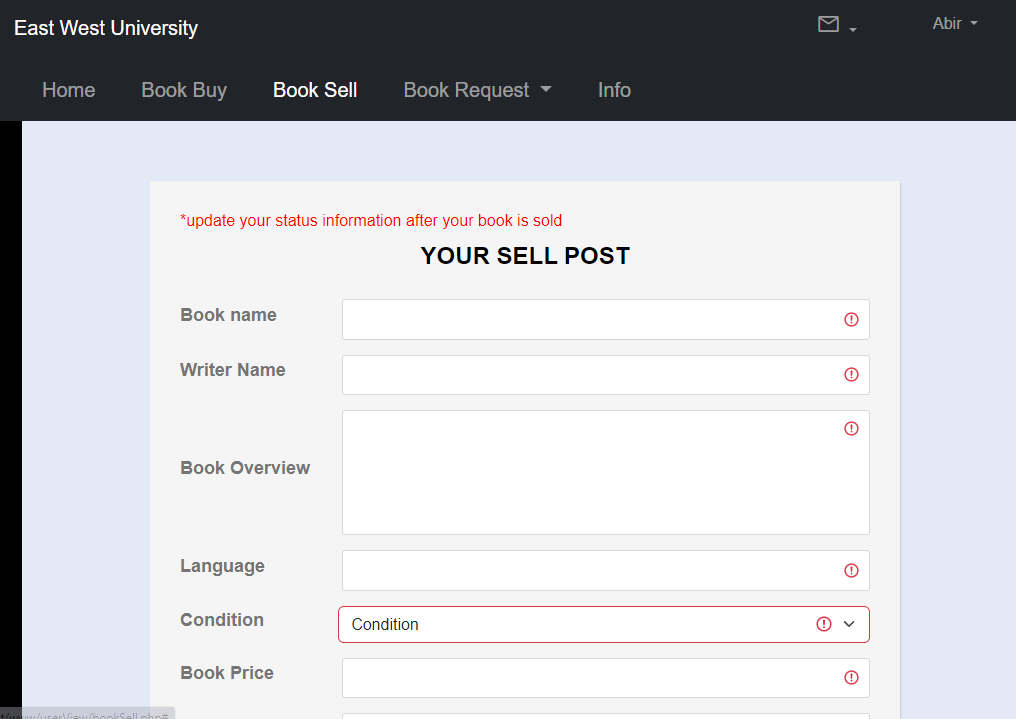 East West University
Abir
Home Book Buy Book Sell Book Request Info
*update your status information after your book is sold
YOUR SELL POST
Book name
Writer Name
Book Overview
Language
Condition Condition
Book Price
t/www/userView/bookSell.php#